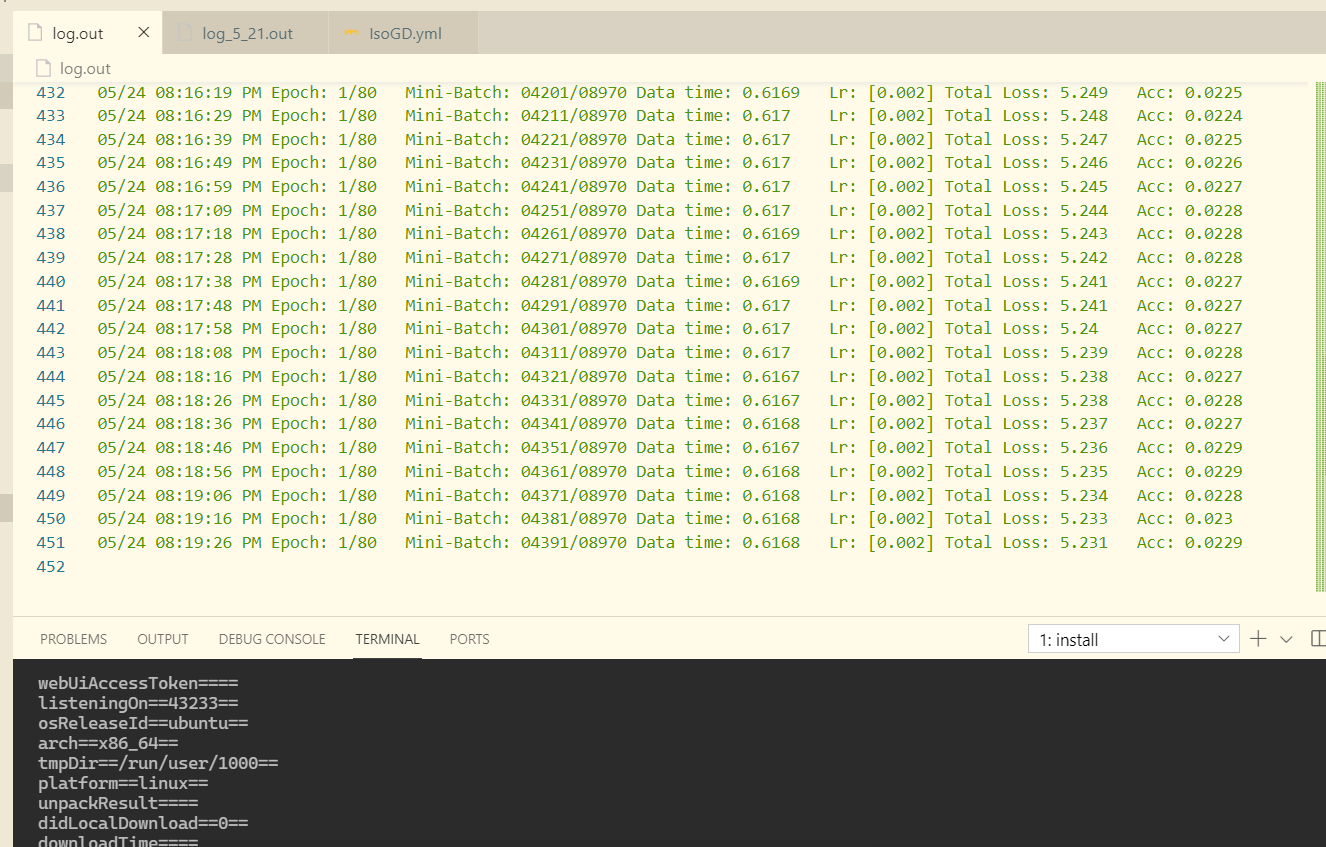 log.out log_5_21.out IsoGD.yml
log.out
432 05/24 08:16:19 PM Epoch: 1/80 Mini-Batch: 04201/08970 Data time: 0.6169 Lr: [0.002] Total Loss: 5.249 Acc: 0.0225
433 05/24 08:16:29 PM Epoch: 1/80 Mini-Batch: 04211/08970 Data time: 0.617 Lr: [0.002] Total Loss: 5.248 Acc: 0.0224
434 05/24 08:16:39 PM Epoch: 1/80 Mini-Batch: 04221/08970 Data time: 0.617 Lr: [0.002] Total Loss: 5.247 Acc: 0.0225
435 05/24 08:16:49 PM Epoch: 1/80 Mini-Batch: 04231/08970 Data time: 0.617 Lr: [0.002] Total Loss: 5.246 Acc: 0.0226
436 05/24 08:16:59 PM Epoch: 1/80 Mini-Batch: 04241/08970 Data time: 0.617 Lr: [0.002] Total Loss: 5.245 Acc: 0.0227
437 05/24 08:17:09 PM Epoch: 1/80 Mini-Batch: 04251/08970 Data time: 0.617 Lr: [0.002] Total Loss: 5.244 Acc: 0.0228
438 05/24 08:17:18 PM Epoch: 1/80 Mini-Batch: 04261/08970 Data time: 0.6169 Lr: [0.002] Total Loss: 5.243 Acc: 0.0228
439 05/24 08:17:28 PM Epoch: 1/80 Mini-Batch: 04271/08970 Data time: 0.617 Lr: [0.002] Total Loss: 5.242 Acc: 0.0228
440 05/24 08:17:38 PM Epoch: 1/80 Mini-Batch: 04281/08970 Data time: 0.6169 Lr: [0.002] Total Loss: 5.241 Acc: 0.0227
441 05/24 08:17:48 PM Epoch: 1/80 Mini-Batch: 04291/08970 Data time: 0.617 Lr: [0.002] Total Loss: 5.241 Acc: 0.0227
442 05/24 08:17:58 PM Epoch: 1/80 Mini-Batch: 04301/08970 Data time: 0.617 Lr: [0.002] Total Loss: 5.24 Acc: 0.0227
443 05/24 08:18:08 PM Epoch: 1/80 Mini-Batch: 04311/08970 Data time: 0.617 Lr: [0.002] Total Loss: 5.239 Acc: 0.0228
444 05/24 08:18:16 PM Epoch: 1/80 Mini-Batch: 04321/08970 Data time: 0.6167 Lr: [0.002] Total Loss: 5.238 Acc: 0.0227
445 05/24 08:18:26 PM Epoch: 1/80 Mini-Batch: 04331/08970 Data time: 0.6167 Lr: [0.002] Total Loss: 5.238 Acc: 0.0228
446 05/24 08:18:36 PM Epoch: 1/80 Mini-Batch: 04341/08970 Data time: 0.6168 Lr: [0.002] Total Loss: 5.237 Acc: 0.0227
447 05/24 08:18:46 PM Epoch: 1/80 Mini-Batch: 04351/08970 Data time: 0.6167 Lr: [0.002] Total Loss: 5.236 Acc: 0.0229
448 05/24 08:18:56 PM Epoch: 1/80 Mini-Batch: 04361/08970 Data time: 0.6168 Lr: [0.002] Total Loss: 5.235 Acc: 0.0229
449 05/24 08:19:06 PM Epoch: 1/80 Mini-Batch: 04371/08970 Data time: 0.6168 Lr: [0.002] Total Loss: 5.234 Acc: 0.0228
450 05/24 08:19:16 PM Epoch: 1/80 Mini-Batch: 04381/08970 Data time: 0.6168 Lr: [0.002] Total Loss: 5.233 Acc: 0.023
451 05/24 08:19:26 PM Epoch: 1/80 Mini-Batch: 04391/08970 Data time: 0.6168 Lr: [0.002] Total Loss: 5.231 Acc: 0.0229
452
PROBLEMS OUTPUT DEBUG CONSOLE TERMINAL PORTS 1: install
webUiAccessToken====
listeningOn==43233==
osReleaseId==ubuntu==
arch==x86_64==
tmpDir==/run/user/1000==
platform==linux==
unpackResult====
didLocalDownload==0==
downloadTime====